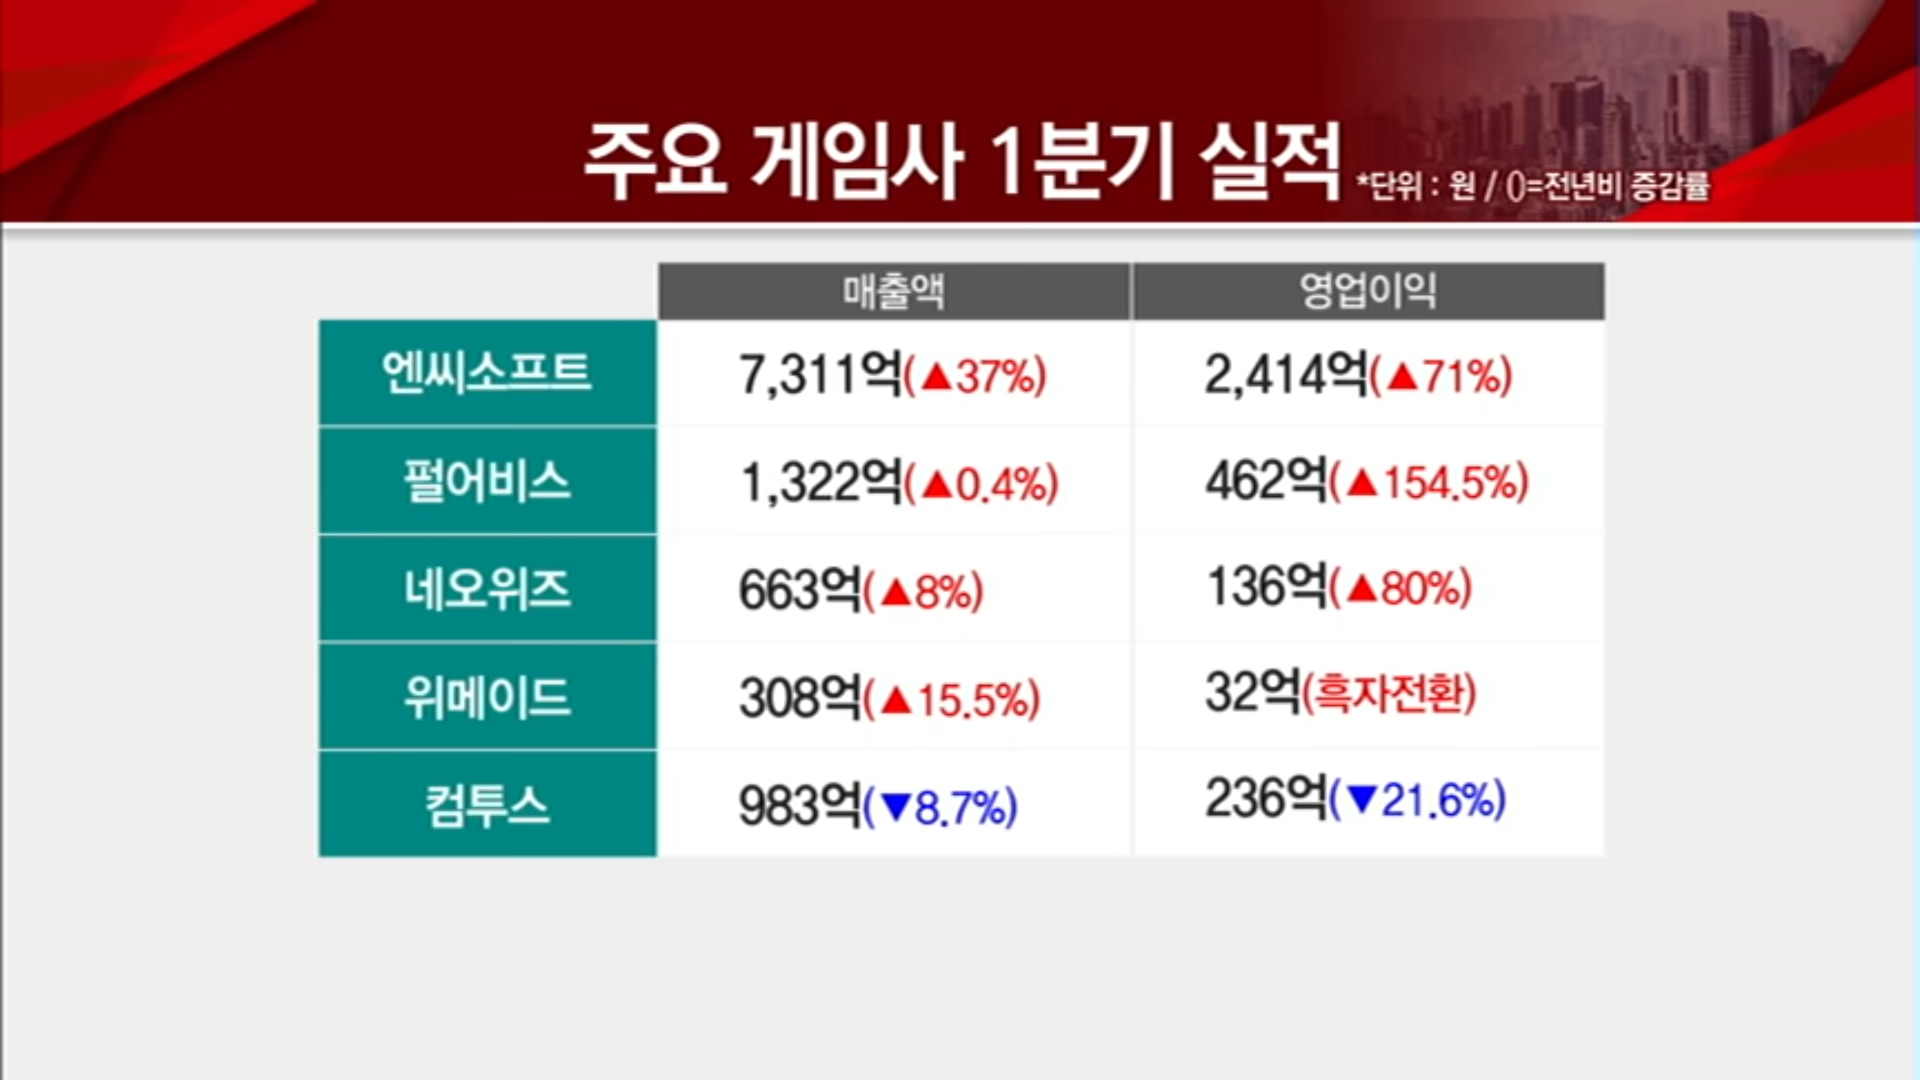 주요 게임사 1분기 실적 *단위 : 원 / ()=전년비 증감률
매출액 영업이익
엔씨소프트 7,311억(▲37%) 2,414억(▲71%)
펄어비스 1,322억(▲0.4%) 462억(▲154.5%)
네오위즈 663억(▲8%) 136억(▲80%)
위메이드 308억(▲15.5%) 32억(흑자전환)
컴투스 983억(▼8.7%) 236억(▼21.6%)